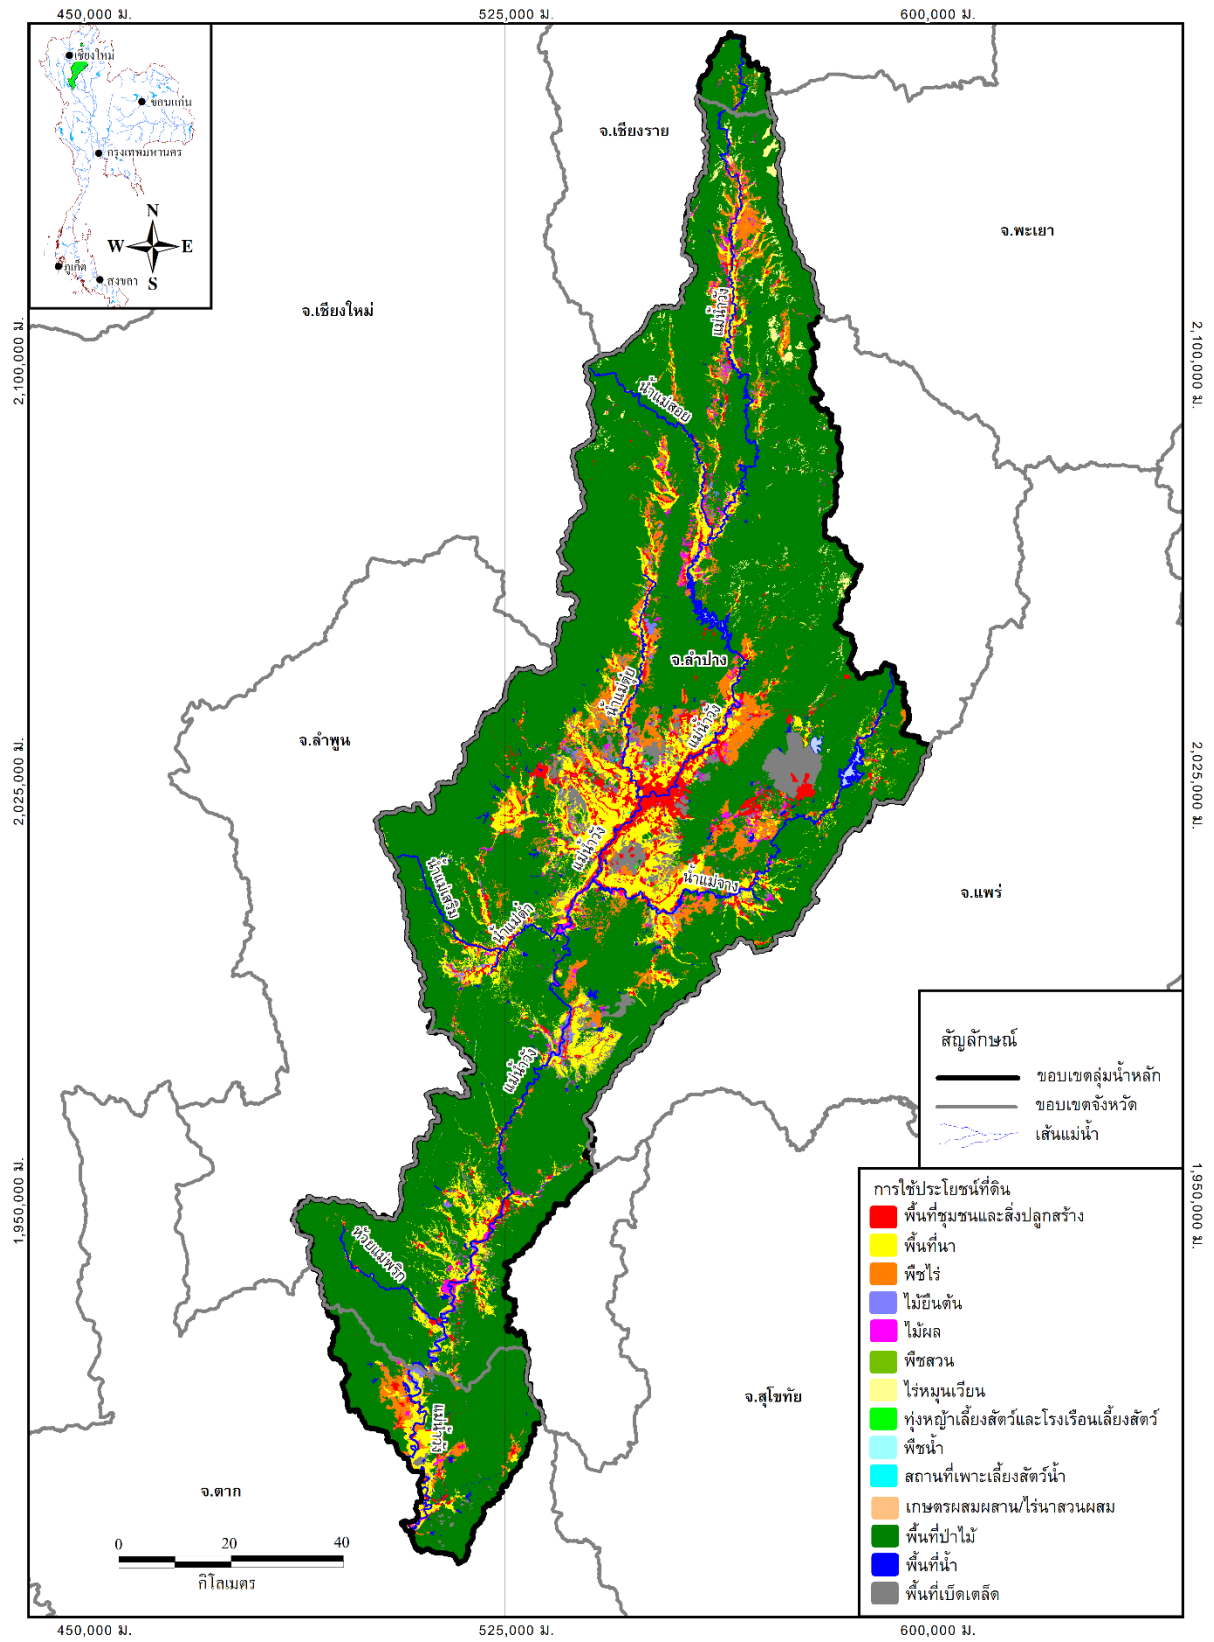 450,000 ม.
525,000 ม.
600,000 ม.
เชียงใหม่
ขอนแก่น
กรุงเทพมหานคร
N
W
E
S
ภูเก็ต
สงขลา
จ.เชียงราย
จ.พะเยา
จ.เชียงใหม่
แม่น้ำวัง
2,100,000 ม.
2,100,000 ม.
น้ำแม่สอย
จ.ลำปาง
น้ำแม่ตุ๋ย
แม่น้ำวัง
จ.ลำพูน
2,025,000 ม.
2,025,000 ม.
แม่น้ำวัง
น้ำแม่จาง
น้ำแม่เสริม
น้ำแม่ต๋ำ
จ.แพร่
แม่น้ำวัง
สัญลักษณ์
ขอบเขตลุ่มน้ำหลัก
ขอบเขตจังหวัด
เส้นแม่น้ำ
1,950,000 ม.
1,950,000 ม.
ห้วยแม่พริก
การใช้ประโยชน์ที่ดิน
พื้นที่ชุมชนและสิ่งปลูกสร้าง
พื้นที่นา
พืชไร่
ไม้ยืนต้น
ไม้ผล
พืชสวน
ไร่หมุนเวียน
ทุ่งหญ้าเลี้ยงสัตว์และโรงเรือนเลี้ยงสัตว์
พืชน้ำ
สถานที่เพาะเลี้ยงสัตว์น้ำ
เกษตรผสมผสาน/ไร่นาสวนผสม
พื้นที่ป่าไม้
พื้นที่น้ำ
พื้นที่เบ็ดเตล็ด
จ.สุโขทัย
แม่น้ำวัง
จ.ตาก
0 20 40
กิโลเมตร
450,000 ม.
525,000 ม.
600,000 ม.